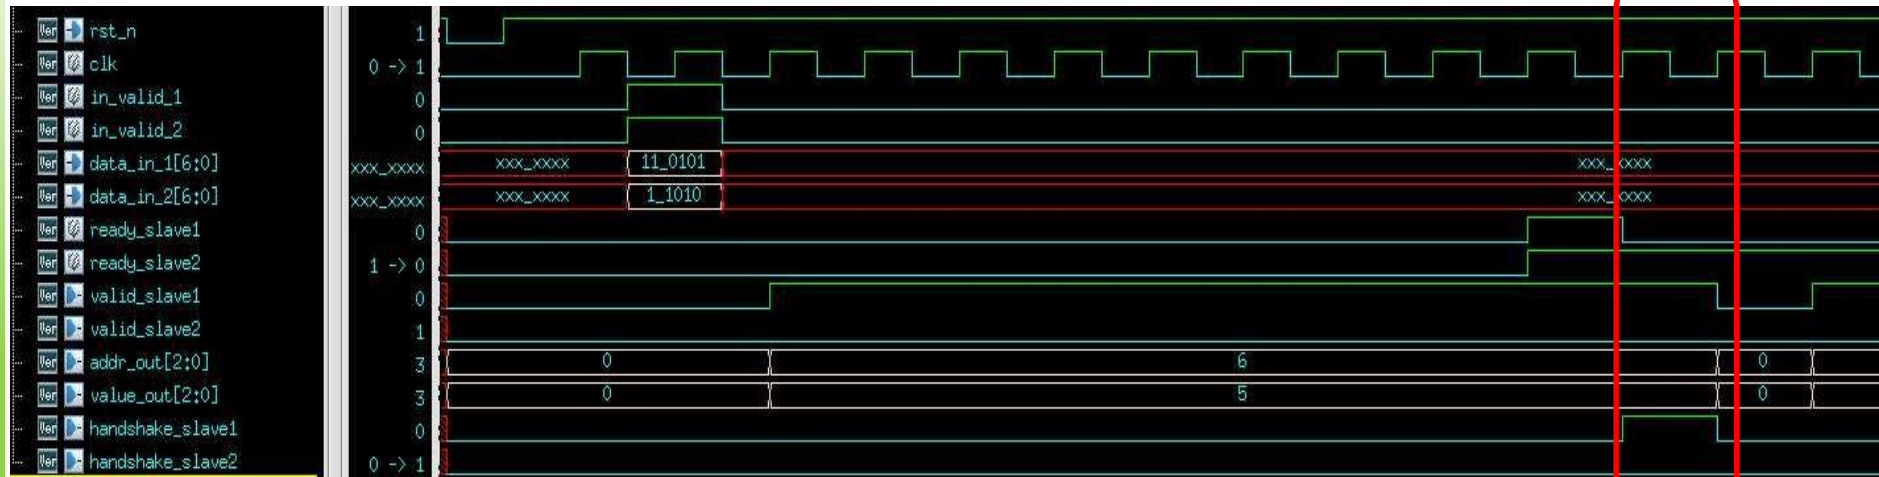 Ver rst_n 1
Ver clk 0 -> 1
Ver in_valid_1 0
Ver in_valid_2 0
Ver data_in_1[6:0] xxx_xxxx xxx_xxxx 11_0101 xxx_xxxx
Ver data_in_2[6:0] xxx_xxxx xxx_xxxx 1_1010 xxx_xxxx
Ver ready_slave1 0
Ver ready_slave2 1 -> 0
Ver valid_slave1 0
Ver valid_slave2 1
Ver addr_out[2:0] 3 0 6 0
Ver value_out[2:0] 3 0 5 0
Ver handshake_slave1 0
Ver handshake_slave2 0 -> 1